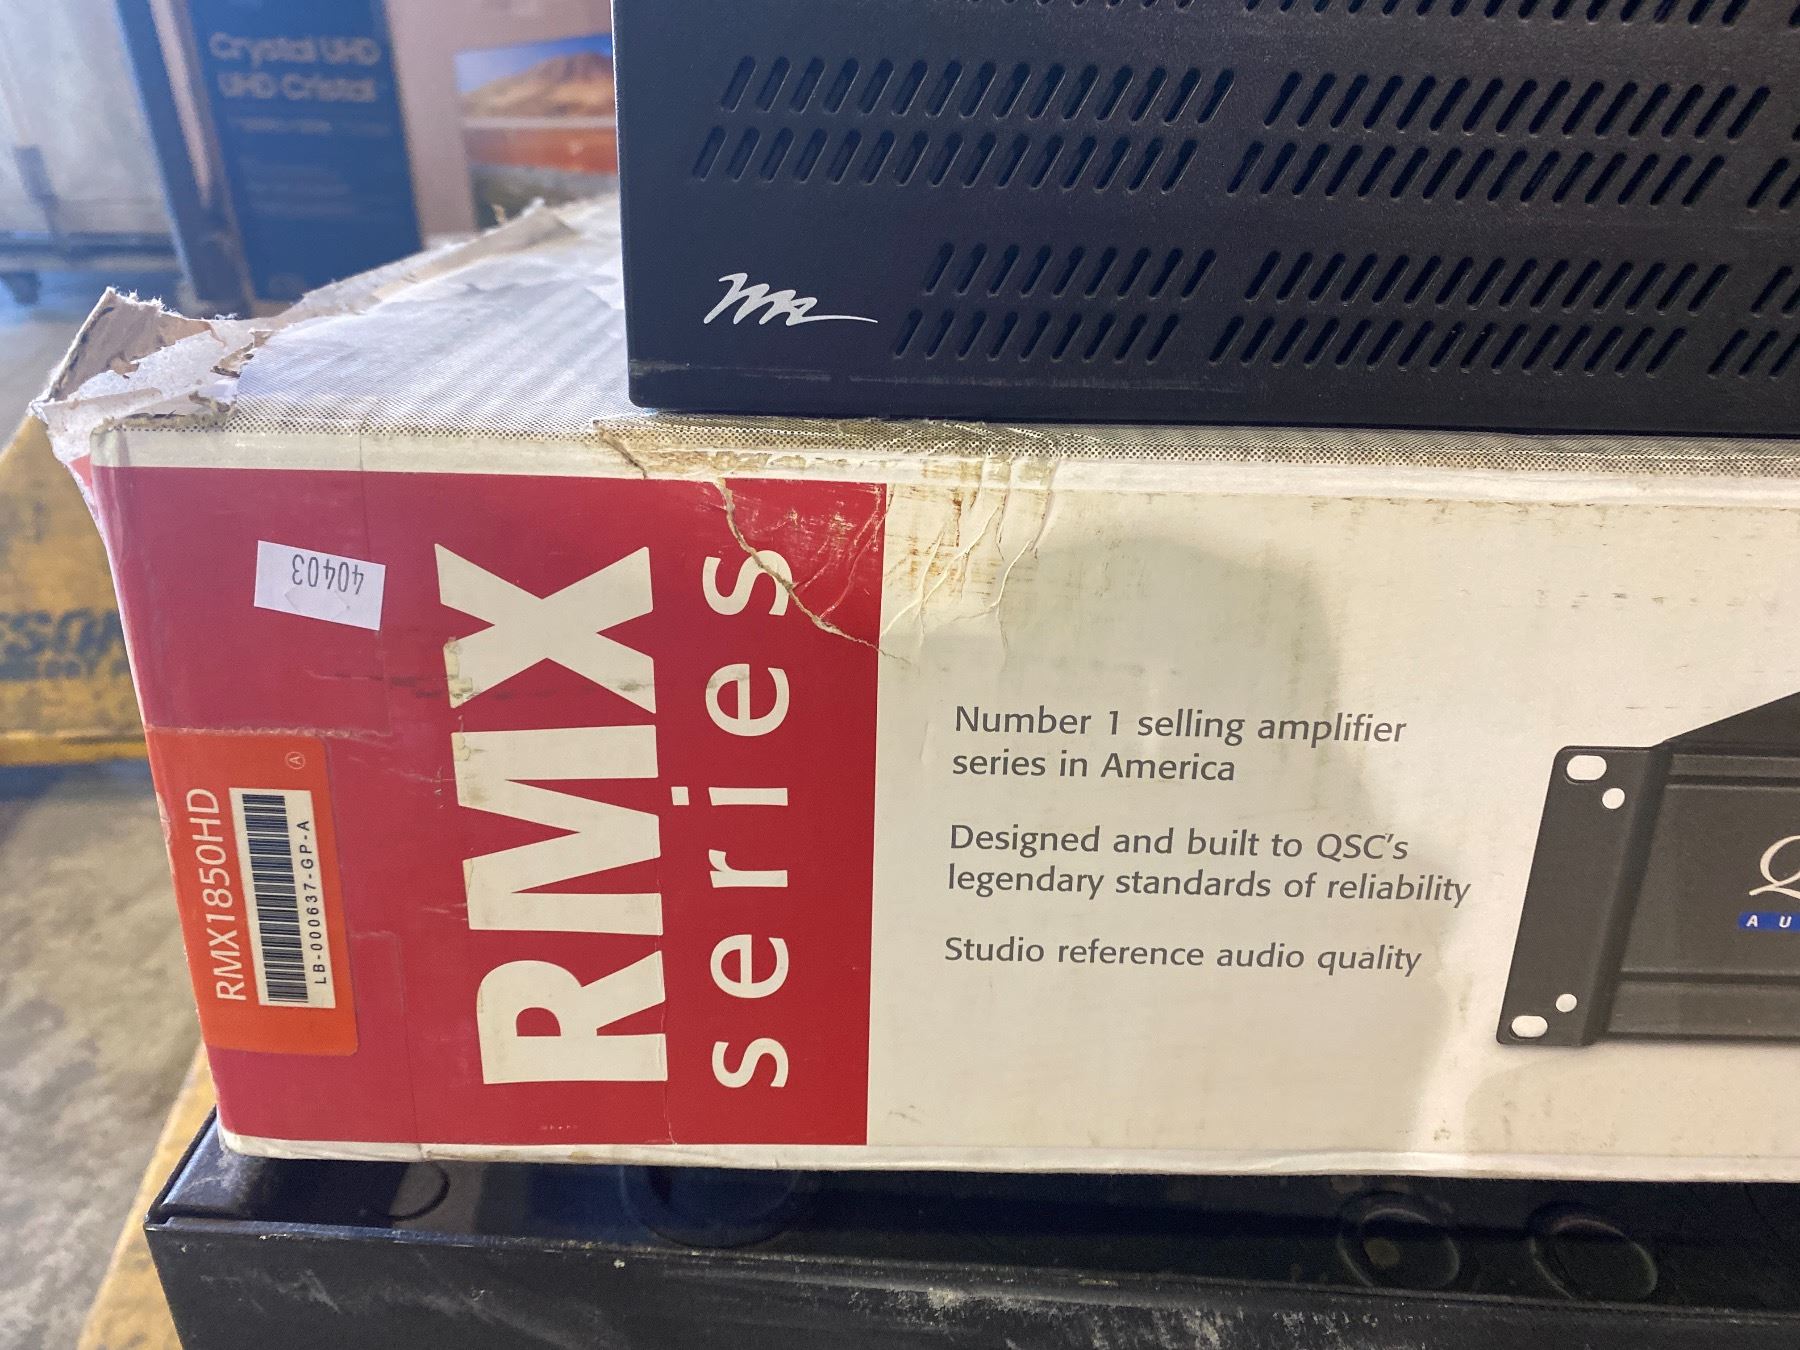 Crystal UHD
UHD Cristal
40403
RMX
series
RMX1850HD
A
LB-000637-GP-A
Number 1 selling amplifier
series in America
Designed and built to QSC's
legendary standards of reliability
Studio reference audio quality
Q
AU